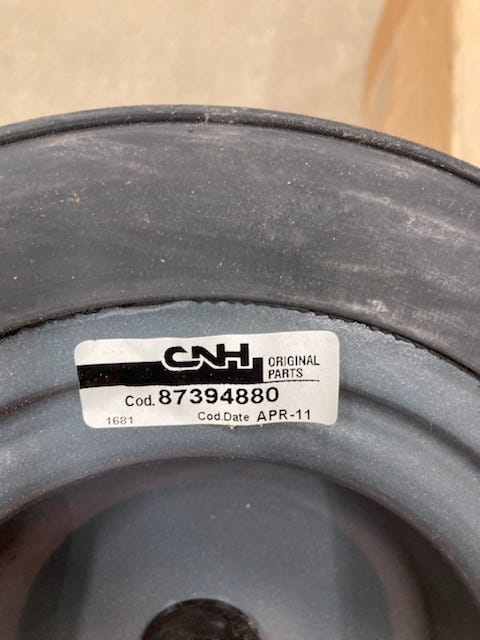 CNH ORIGINAL
PARTS
Cod. 87394880
1681 Cod.Date APR-11